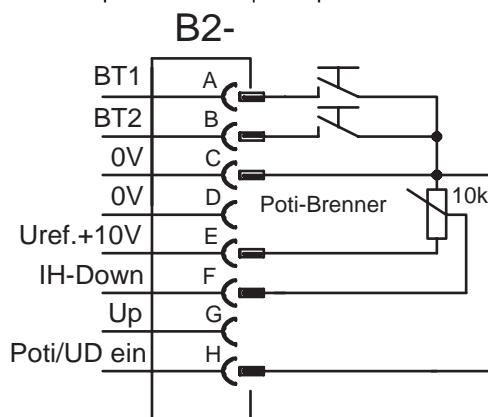 B2-
BT1 A
BT2 B
0V C
0V D Poti-Brenner 10k
Uref.+10V E
IH-Down F
Up G
Poti/UD ein H